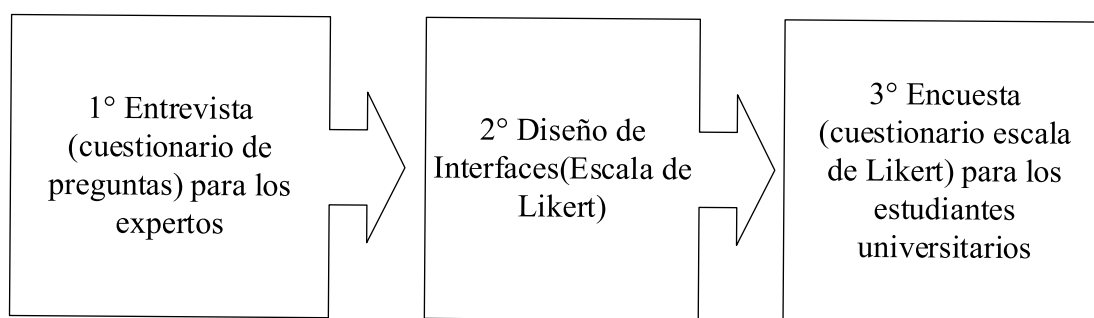 1° Entrevista
(cuestionario de
preguntas) para los
expertos
2° Diseño de
Interfaces(Escala de
Likert)
3° Encuesta
(cuestionario escala
de Likert) para los
estudiantes
universitarios